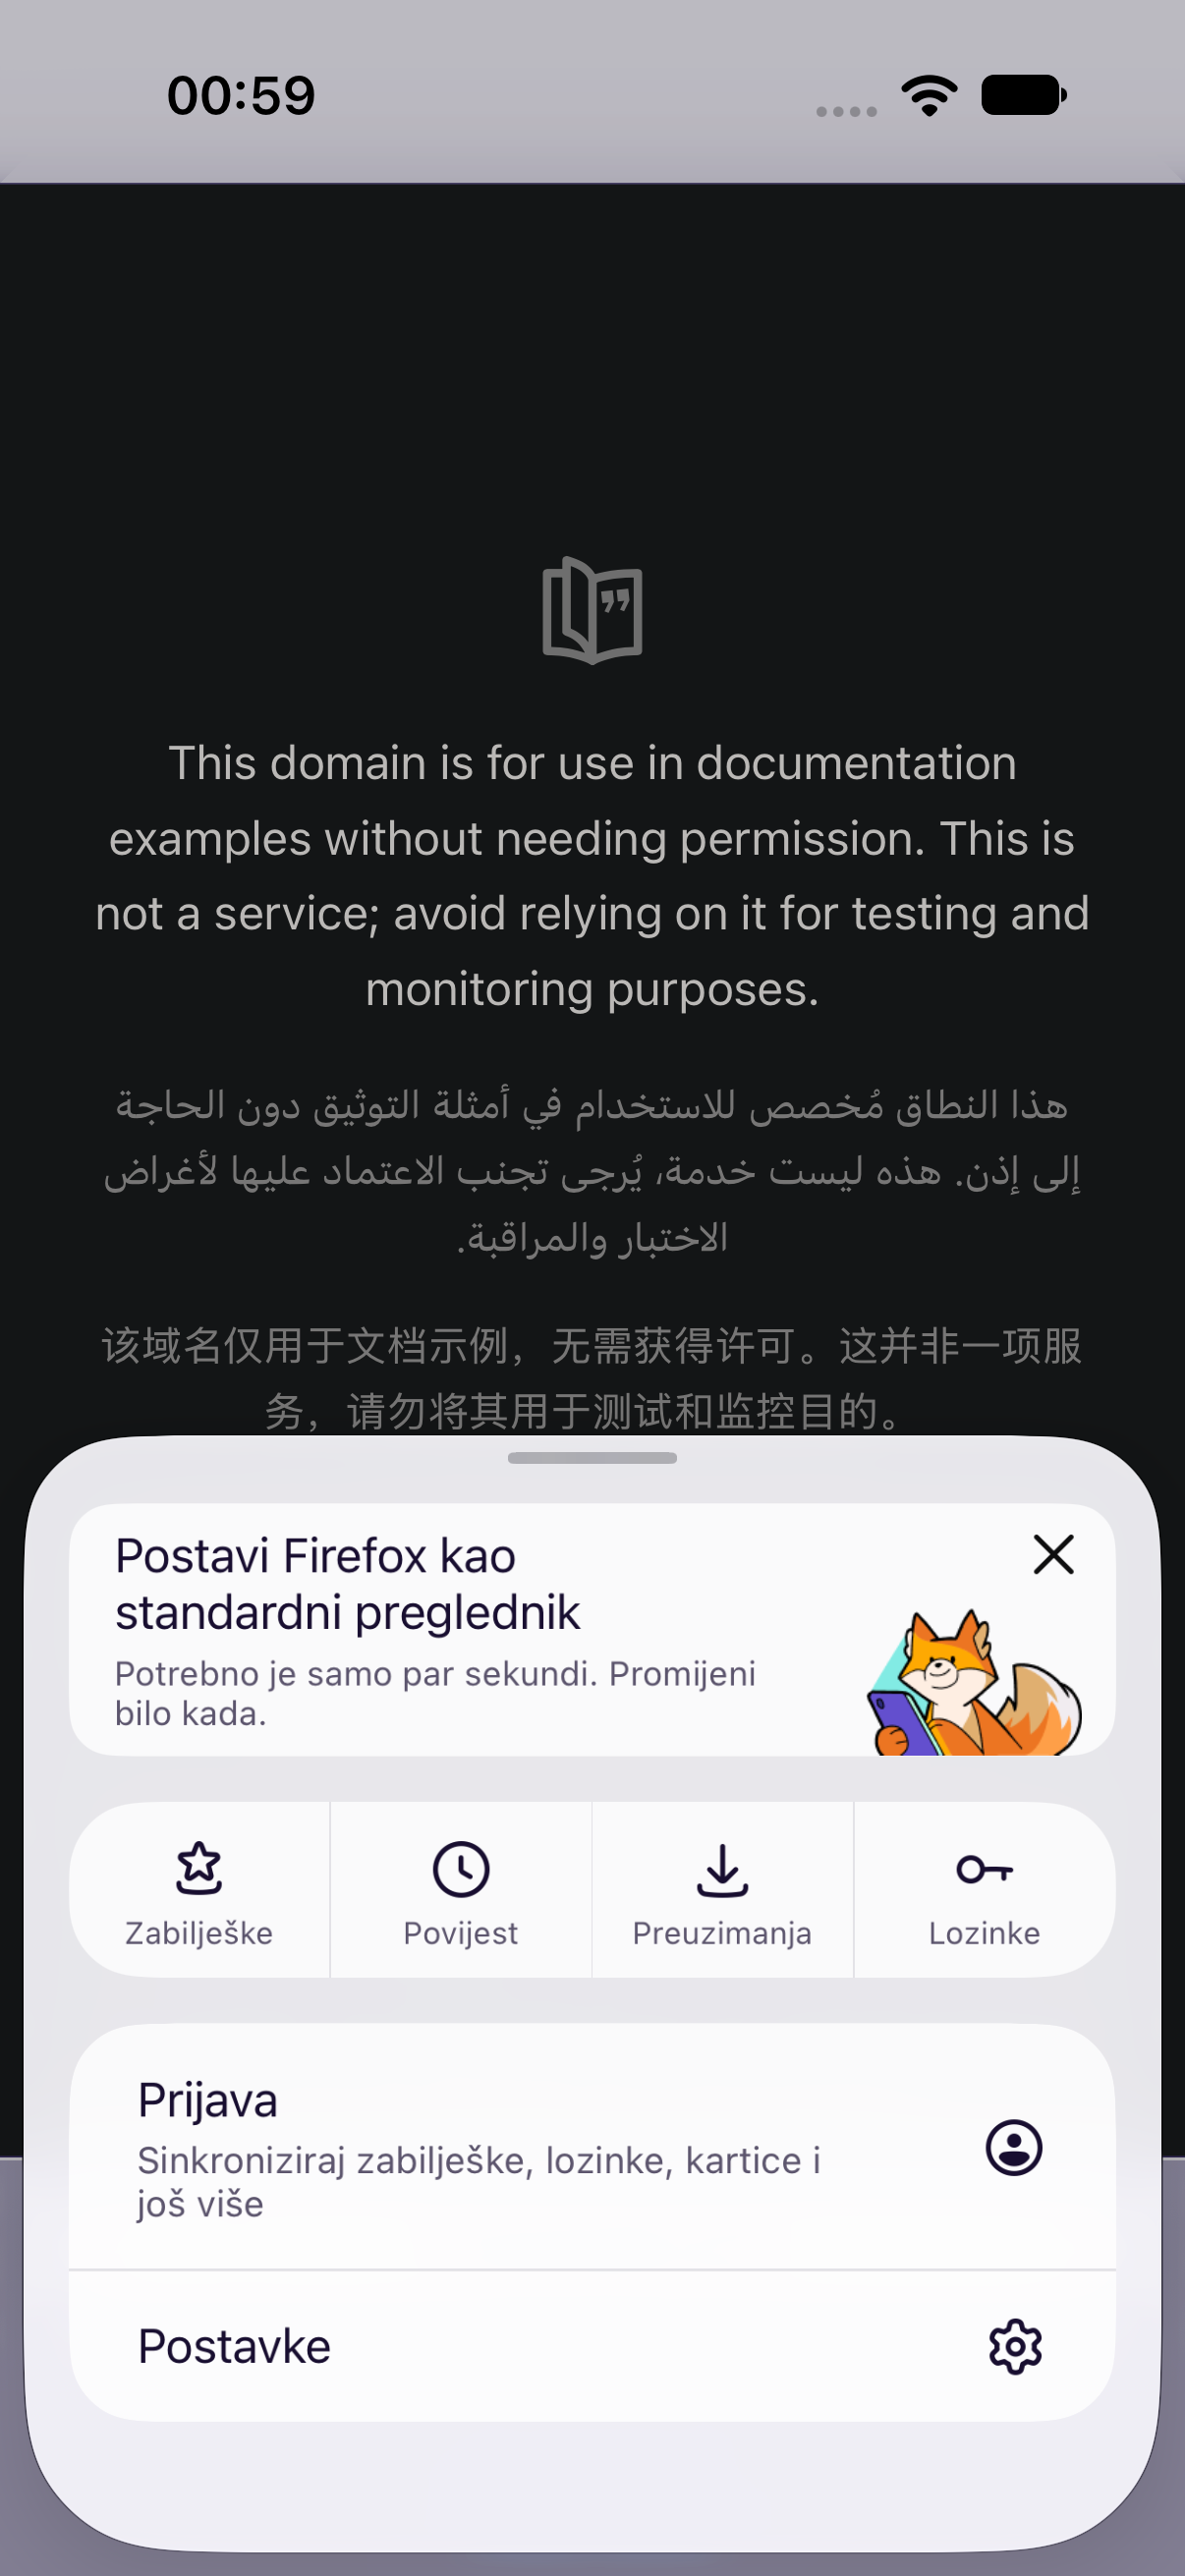 00:59
This domain is for use in documentation
examples without needing permission. This is
not a service; avoid relying on it for testing and
monitoring purposes.
هذا النطاق مُخصص للاستخدام في أمثلة التوثيق دون الحاجة
إلى إذن. هذه ليست خدمة، يُرجى تجنب الاعتماد عليها لأغراض
الاختبار والمراقبة.
该域名仅用于文档示例，无需获得许可。这并非一项服
务，请勿将其用于测试和监控目的。
Postavi Firefox kao
standardni preglednik
Potrebno je samo par sekundi. Promijeni
bilo kada.
Zabilješke
Povijest
Preuzimanja
Lozinke
Prijava
Sinkroniziraj zabilješke, lozinke, kartice i
još više
Postavke